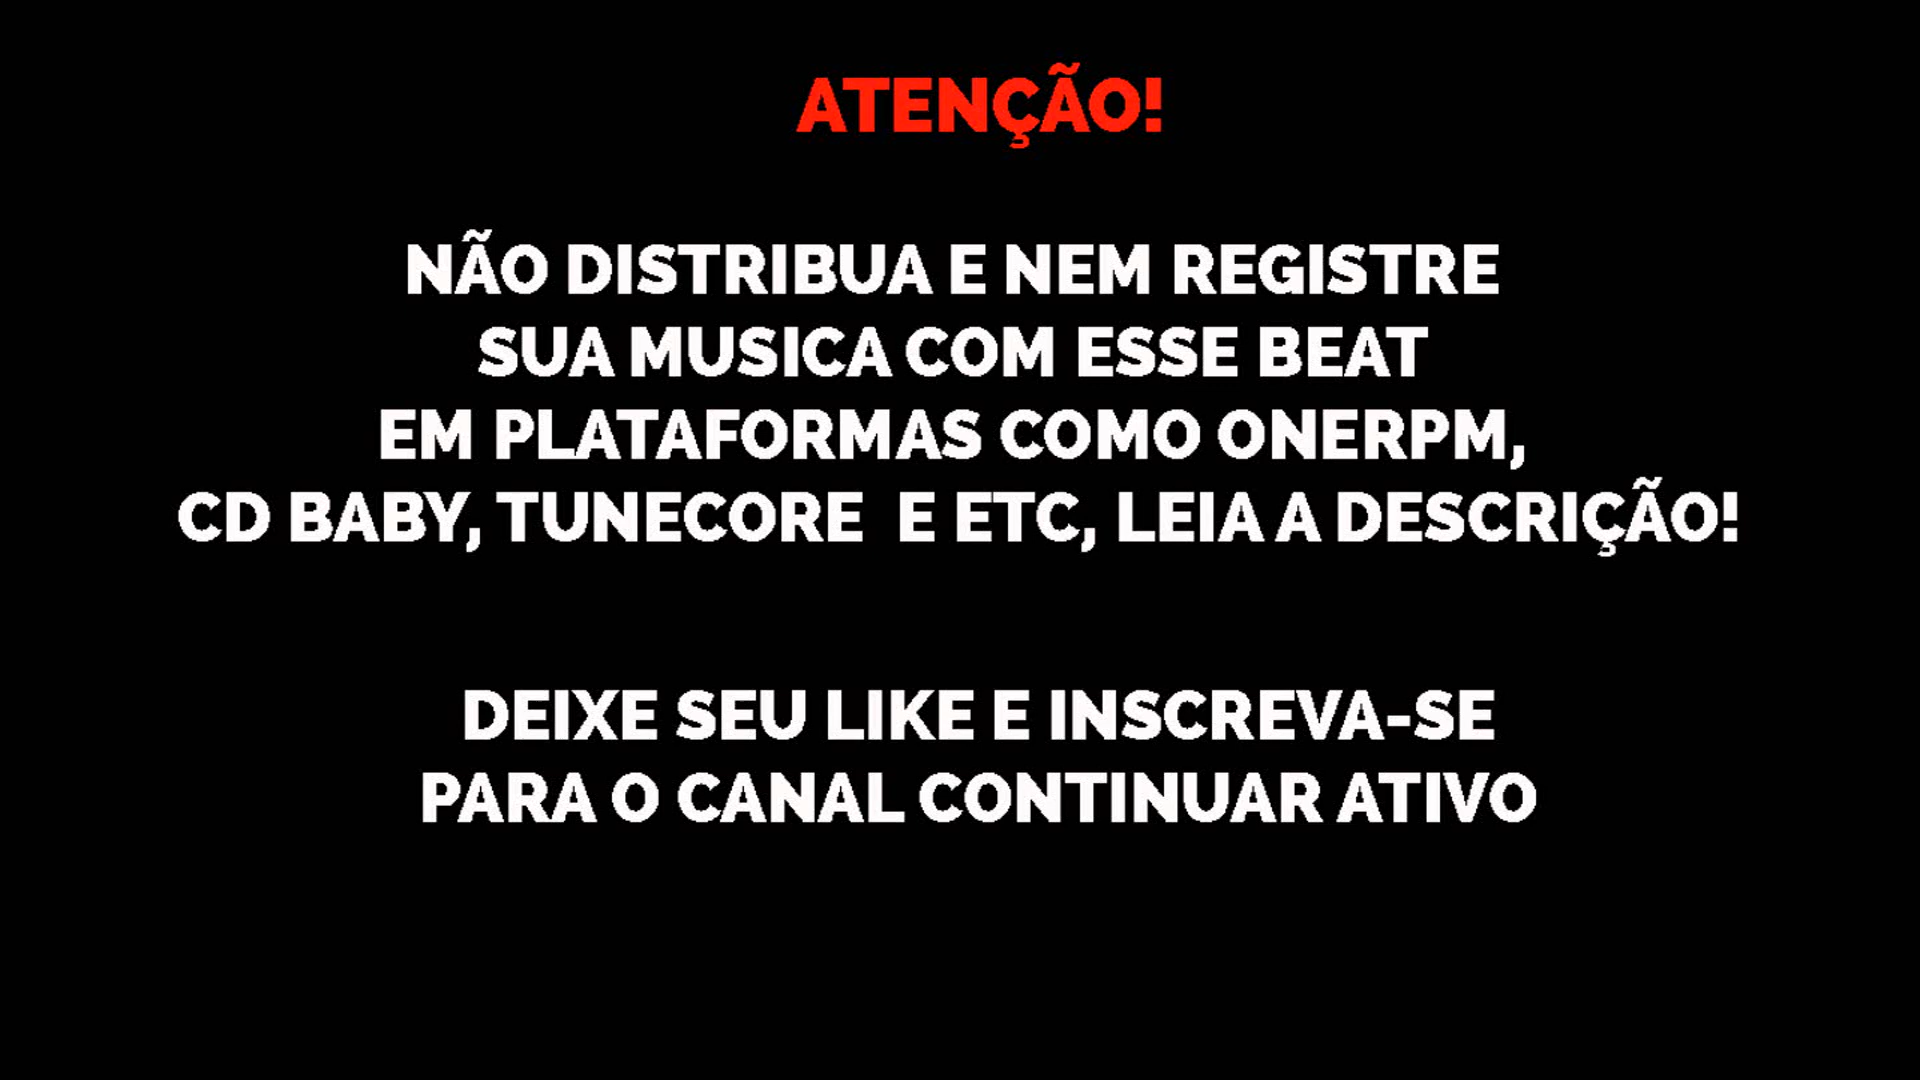 ATENÇÃO!
NÃO DISTRIBUA E NEM REGISTRE
SUA MUSICA COM ESSE BEAT
EM PLATAFORMAS COMO ONERPM,
CD BABY, TUNECORE  E ETC, LEIA A DESCRIÇÃO!
DEIXE SEU LIKE E INSCREVA-SE
PARA O CANAL CONTINUAR ATIVO